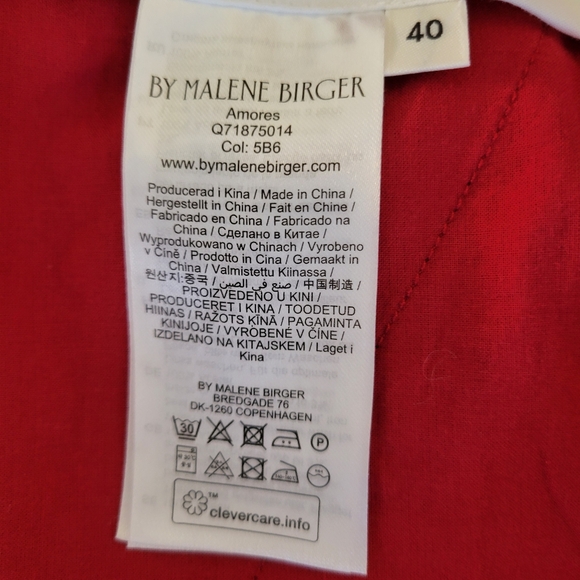 40
BY MALENE BIRGER
Amores
Q71875014
Col: 5B6
www.bymalenebirger.com
Producerad i Kina / Made in China /
Hergestellt in China / Fait en Chine /
Fabricado en China / Fabricado na
China / Сделано в Китае /
Wyprodukowano w Chinach / Vyrobeno
v Číně / Prodotto in Cina / Gemaakt in
China / Valmistettu Kiinassa /
원산지:중국 / صنع في الصين / 中国制造 /
PROIZVEDENO U KINI /
PRODUCERET I KINA / TOODETUD
HIINAS / RAŽOTS ĶĪNĀ / PAGAMINTA
KINIJOJE / VYROBENÉ V ČÍNE /
IZDELANO NA KITAJSKEM / Laget i
Kina
BY MALENE BIRGER
BREDGADE 76
DK-1260 COPENHAGEN
30 P
™
clevercare.info